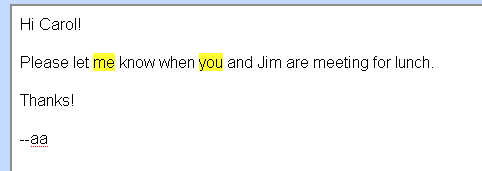 Hi Carol!
Please let me know when you and Jim are meeting for lunch.
Thanks!
--aa